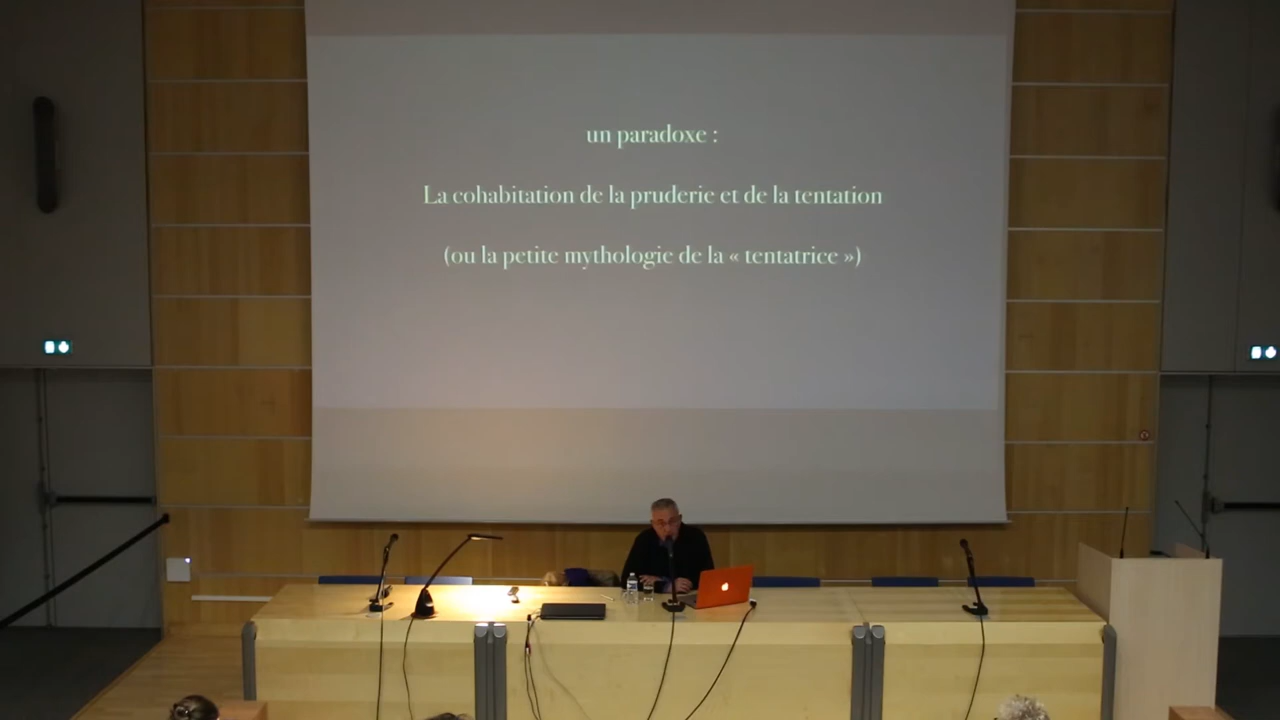 un paradoxe :
La cohabitation de la pruderie et de la tentation
(ou la petite mythologie de la « tentatrice »)